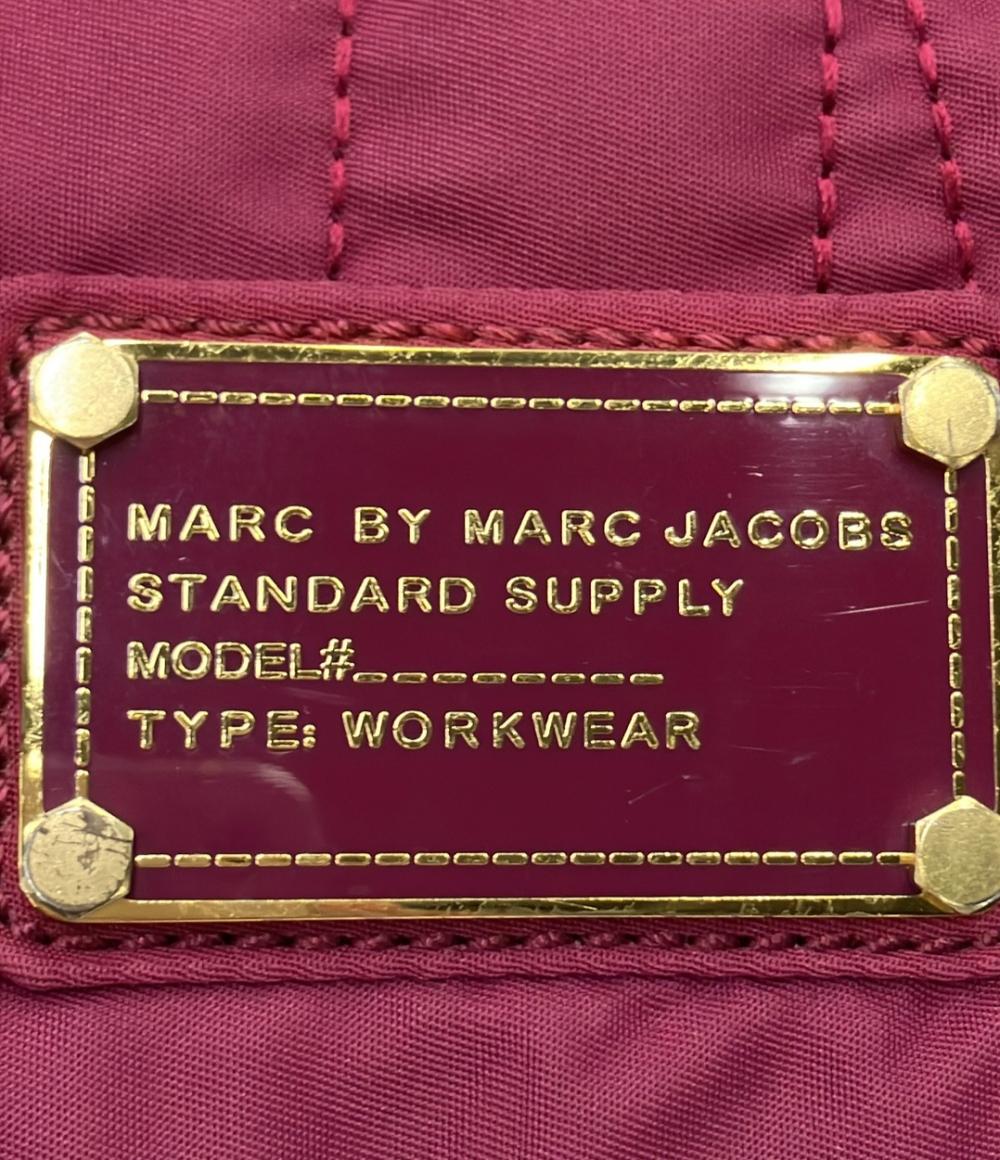 MARC BY MARC JACOBS
STANDARD SUPPLY
MODEL#_________
TYPE: WORKWEAR